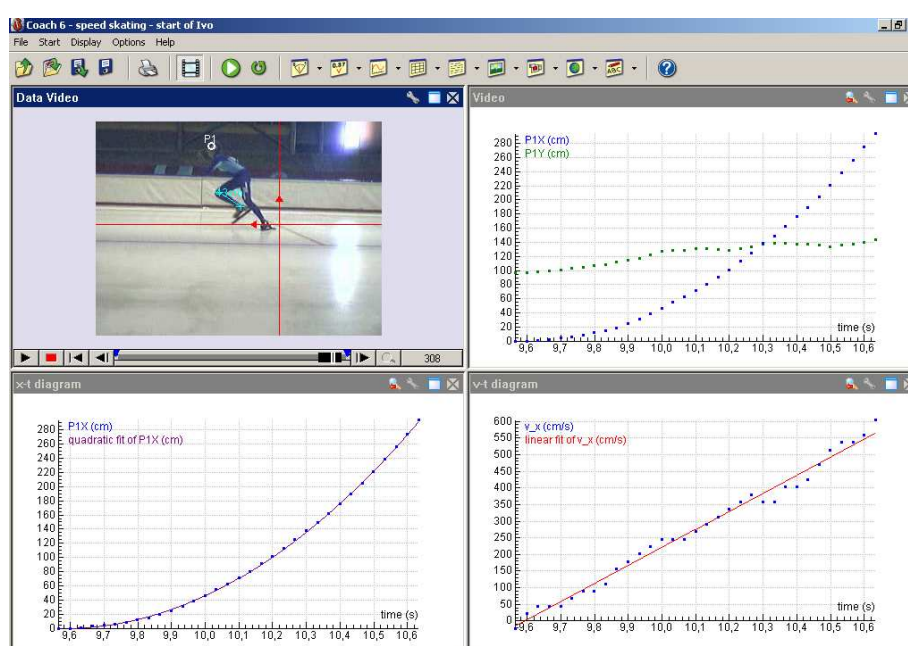 Coach 6 - speed skating - start of Ivo
File Start Display Options Help
Data Video
P1
308
Video
P1X (cm)
P1Y (cm)
280
260
240
220
200
180
160
140
120
100
80
60
40
20
0
time (s)
9,6 9,7 9,8 9,9 10,0 10,1 10,2 10,3 10,4 10,5 10,6
x-t diagram
P1X (cm)
quadratic fit of P1X (cm)
280
260
240
220
200
180
160
140
120
100
80
60
40
20
0
time (s)
9,6 9,7 9,8 9,9 10,0 10,1 10,2 10,3 10,4 10,5 10,6
v-t diagram
v_x (cm/s)
linear fit of v_x (cm/s)
600
550
500
450
400
350
300
250
200
150
100
50
0
time (s)
9,6 9,7 9,8 9,9 10,0 10,1 10,2 10,3 10,4 10,5 10,6